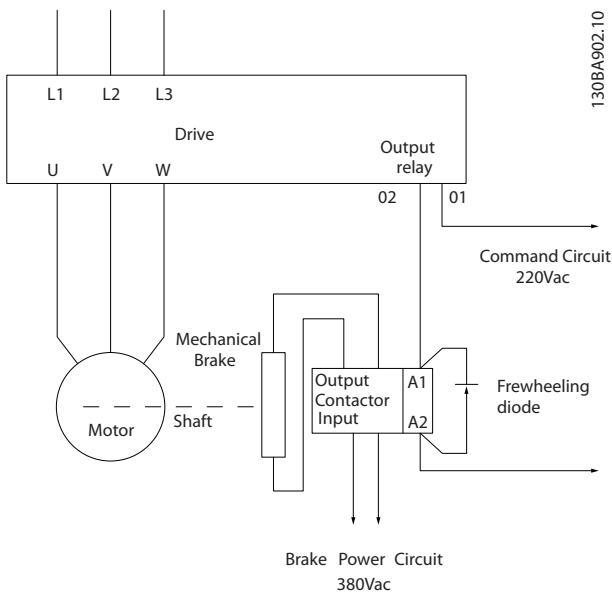 130BA902.10
L1 L2 L3
Drive
U V W
Output
relay
02 01
Command Circuit
220Vac
Mechanical
Brake
Output
Contactor
Input
A1
A2
Frewheeling
diode
Motor
Shaft
Brake Power Circuit
380Vac